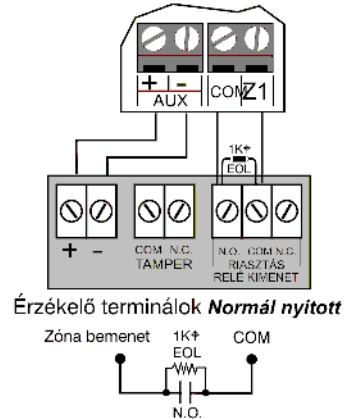 + - COM Z1
AUX
1K
EOL
+ - COM N.C. N.O. COM N.C.
TAMPER RIASZTÁS
RELÉ KIMENET
Érzékelő terminálok Normál nyitott
Zóna bemenet 1K COM
EOL
N.O.